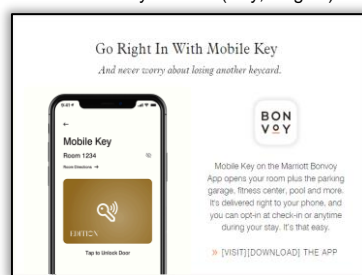 Go Right In With Mobile Key
And never worry about losing another keycard.
Mobile Key
Room 1234
Room Directions →
EDITION
Tap to Unlock Door
BON
VOY
Mobile Key on the Marriott Bonvoy
App opens your room plus the parking
garage, fitness center, pool and more.
It's delivered right to your phone, and
you can opt-in at check-in or anytime
during your stay. It's that easy.
» [VISIT][DOWNLOAD] THE APP